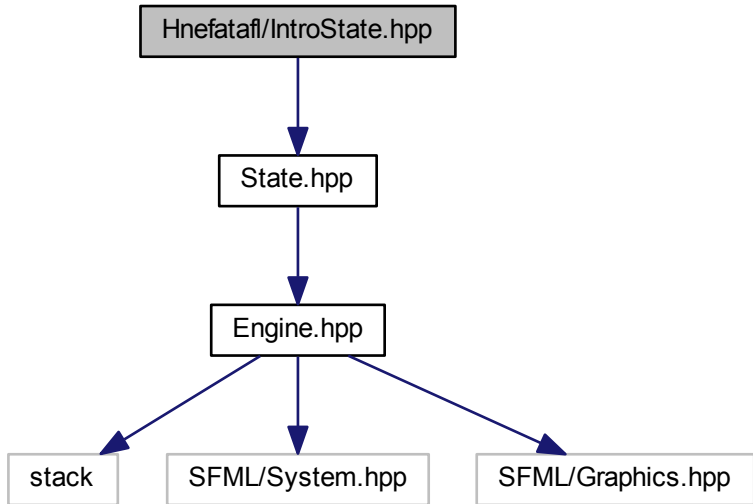 Hnefatafl/IntroState.hpp
State.hpp
Engine.hpp
stack
SFML/System.hpp
SFML/Graphics.hpp